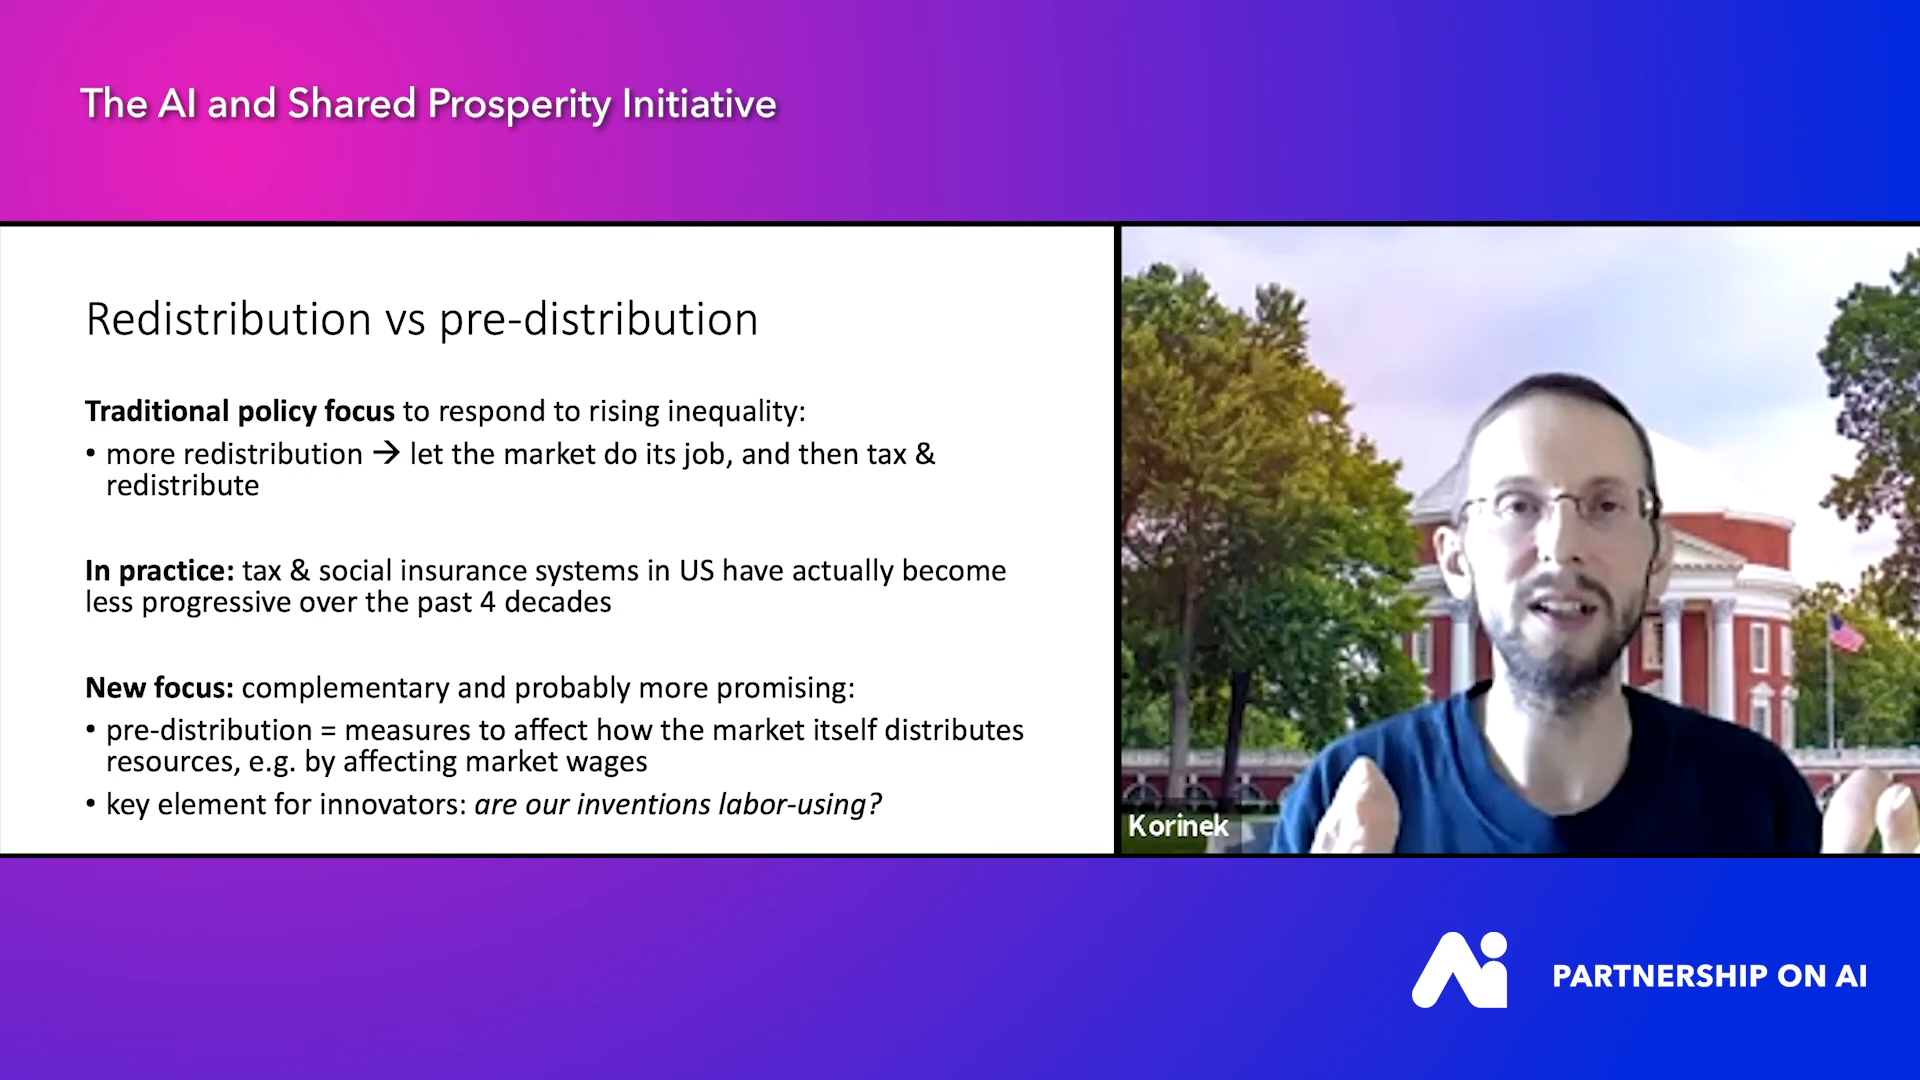 The AI and Shared Prosperity Initiative
Redistribution vs pre-distribution
Traditional policy focus to respond to rising inequality:
• more redistribution → let the market do its job, and then tax &
redistribute
In practice: tax & social insurance systems in US have actually become
less progressive over the past 4 decades
New focus: complementary and probably more promising:
• pre-distribution = measures to affect how the market itself distributes
resources, e.g. by affecting market wages
• key element for innovators: are our inventions labor-using?
Korinek
Ai PARTNERSHIP ON AI